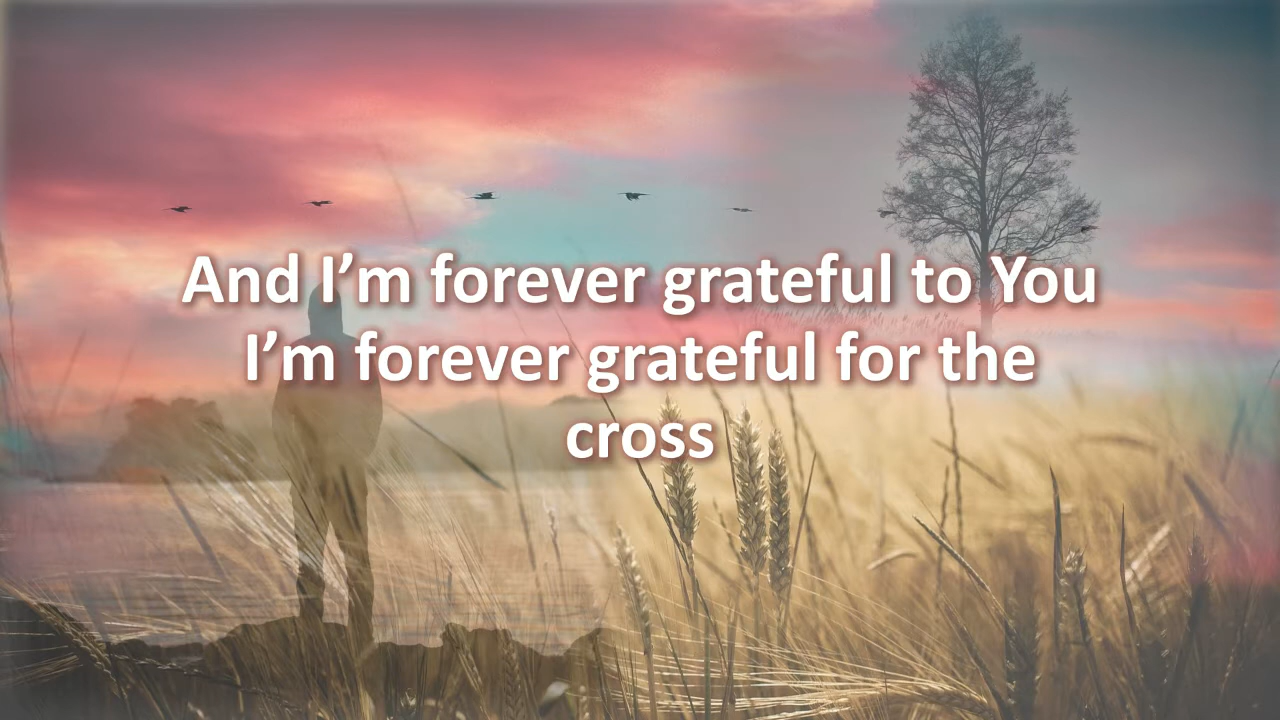 And I’m forever grateful to You
I’m forever grateful for the
cross